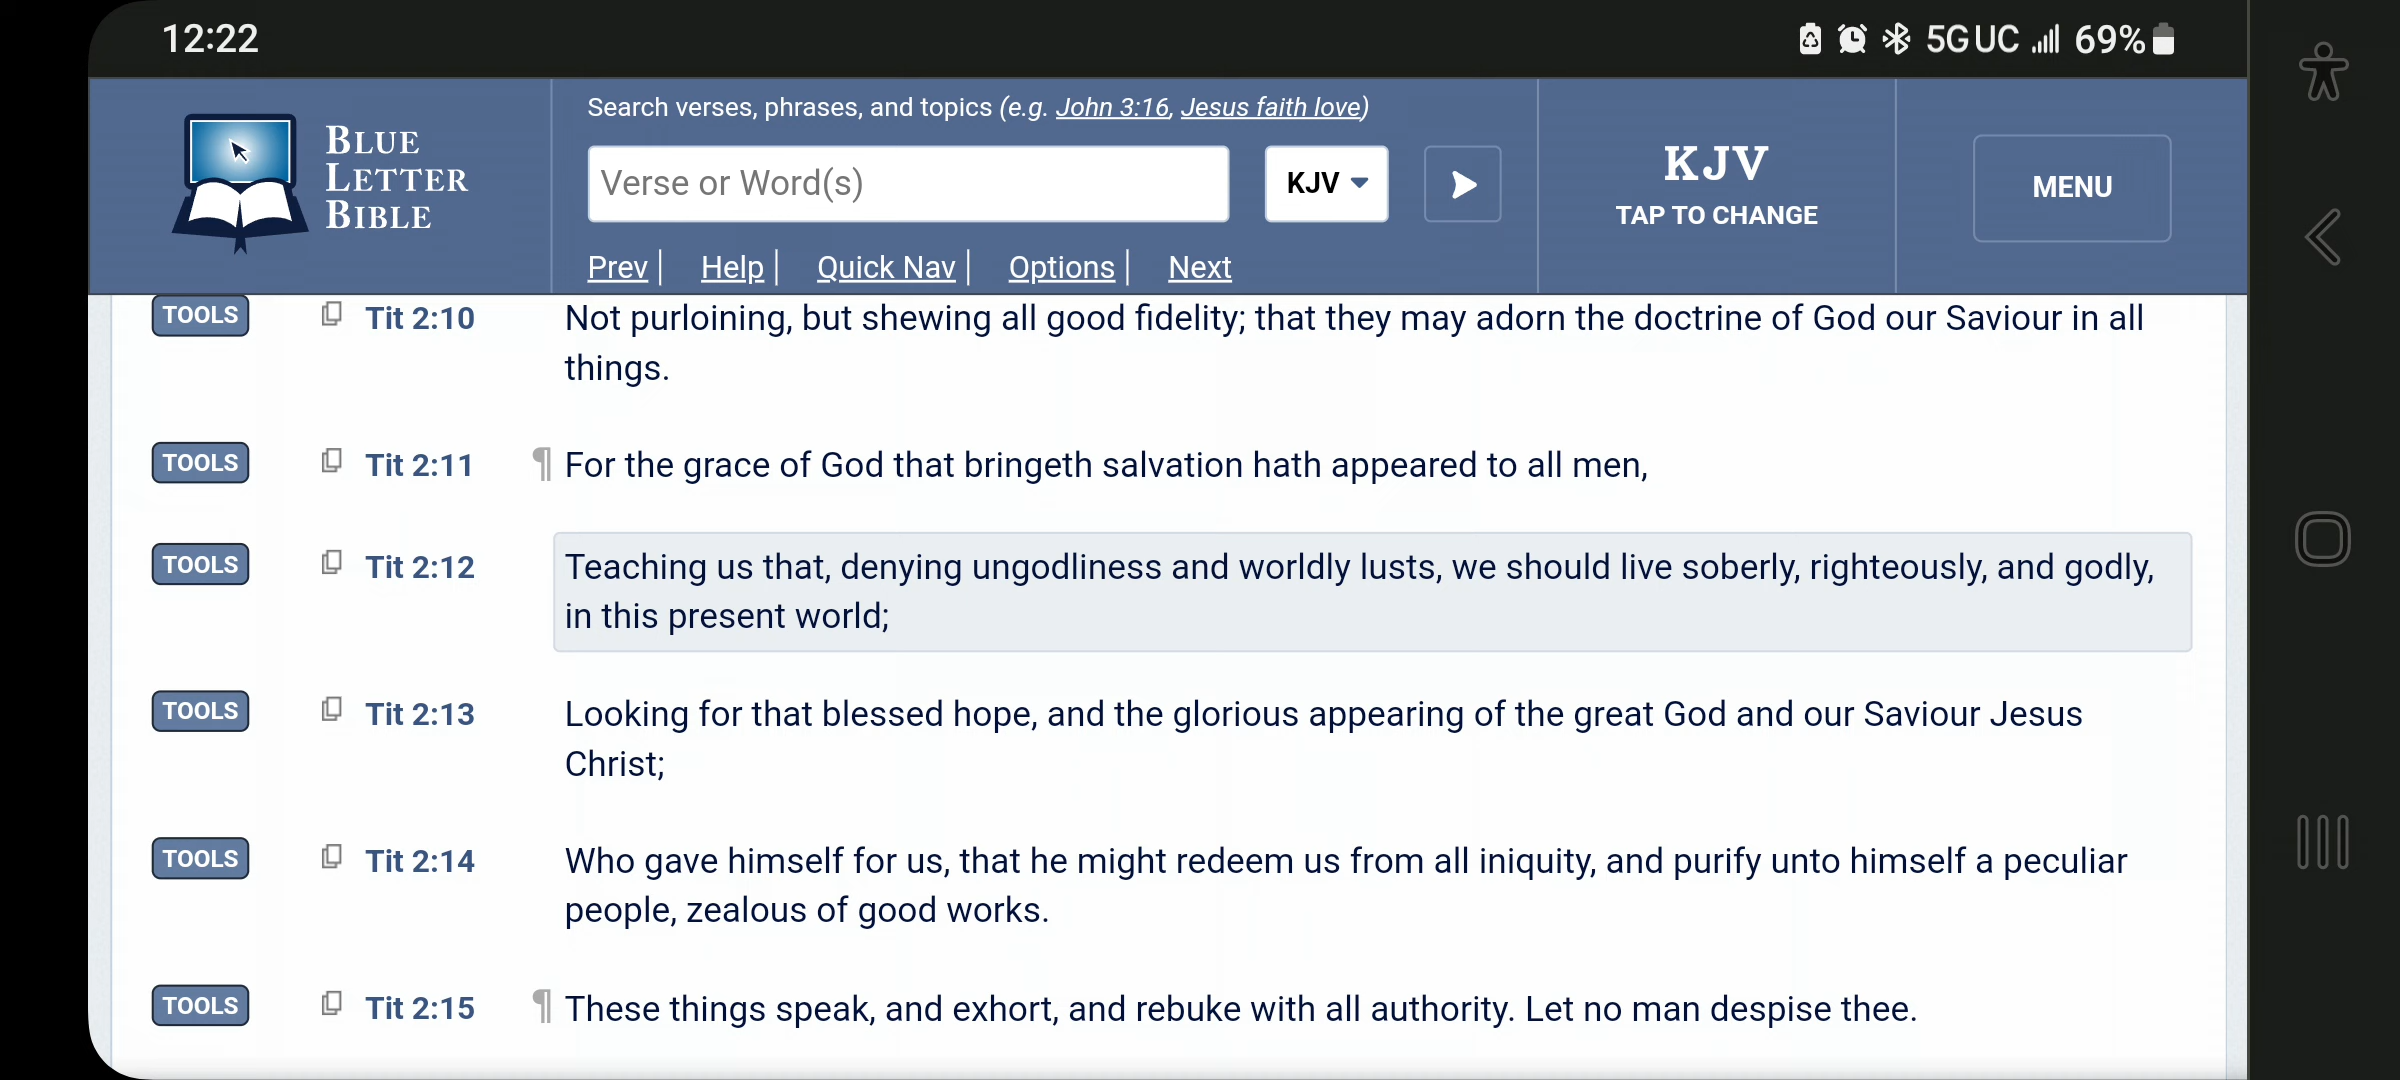 12:22
5G UC 69%
BLUE
LETTER
BIBLE
Search verses, phrases, and topics (e.g. John 3:16, Jesus faith love)
Verse or Word(s)
KJV
Prev | Help | Quick Nav | Options | Next
KJV
TAP TO CHANGE
MENU
TOOLS Tit 2:10 Not purloining, but shewing all good fidelity; that they may adorn the doctrine of God our Saviour in all
things.
TOOLS Tit 2:11 ¶ For the grace of God that bringeth salvation hath appeared to all men,
TOOLS Tit 2:12 Teaching us that, denying ungodliness and worldly lusts, we should live soberly, righteously, and godly,
in this present world;
TOOLS Tit 2:13 Looking for that blessed hope, and the glorious appearing of the great God and our Saviour Jesus
Christ;
TOOLS Tit 2:14 Who gave himself for us, that he might redeem us from all iniquity, and purify unto himself a peculiar
people, zealous of good works.
TOOLS Tit 2:15 ¶ These things speak, and exhort, and rebuke with all authority. Let no man despise thee.